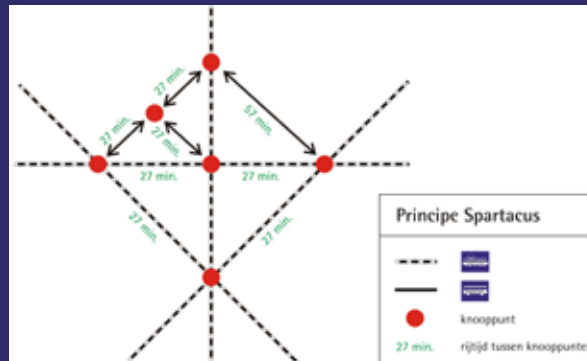 27 min.
57 min.
27 min.
27 min.
27 min.
27 min.
27 min.
27 min.
Principe Spartacus
knooppunt
27 min. rijtijd tussen knooppunten